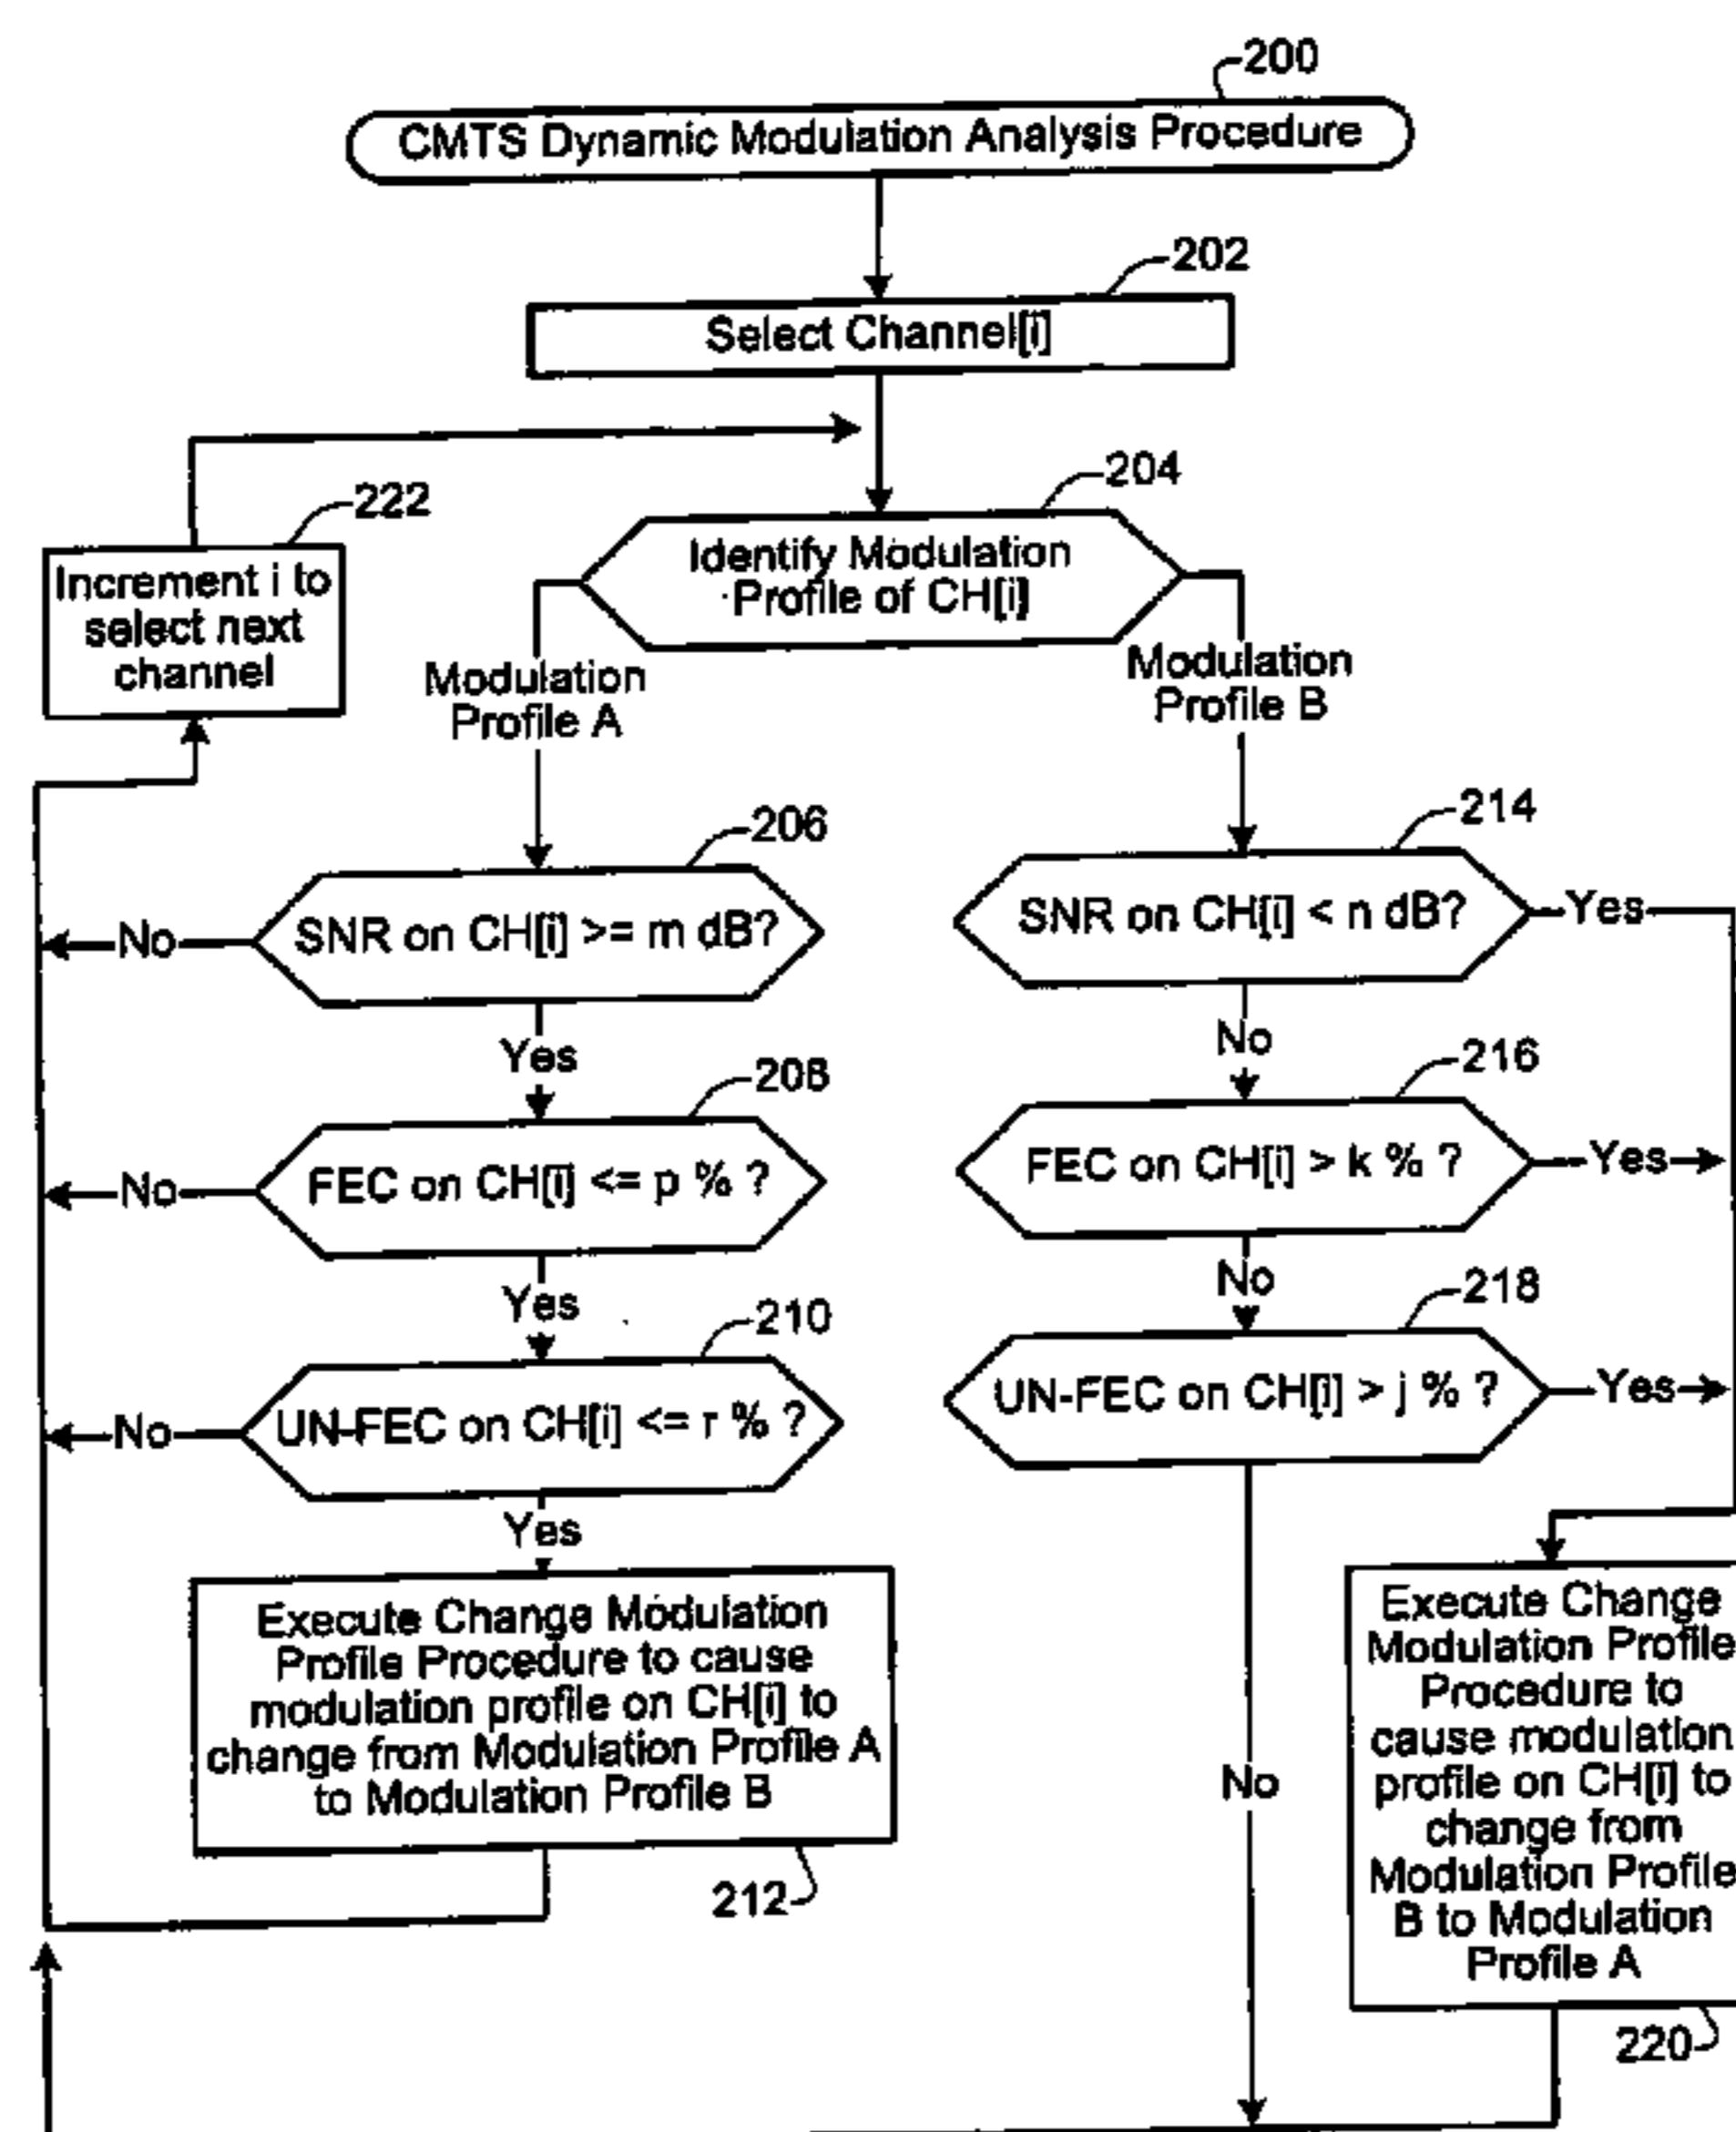 200
CMTS Dynamic Modulation Analysis Procedure
202
Select Channel[i]
204
Identify Modulation
Profile of CH[i]
222
Increment i to
select next
channel
Modulation
Profile A
Modulation
Profile B
206
SNR on CH[i] >= m dB?
No
Yes
208
FEC on CH[i] <= p % ?
No
Yes
210
UN-FEC on CH[i] <= r % ?
No
Yes
Execute Change Modulation
Profile Procedure to cause
modulation profile on CH[i] to
change from Modulation Profile A
to Modulation Profile B
212
214
SNR on CH[i] < n dB?
Yes
No
216
FEC on CH[i] > k % ?
Yes
No
218
UN-FEC on CH[i] > j % ?
Yes
No
Execute Change
Modulation Profile
Procedure to
cause modulation
profile on CH[i] to
change from
Modulation Profile
B to Modulation
Profile A
220